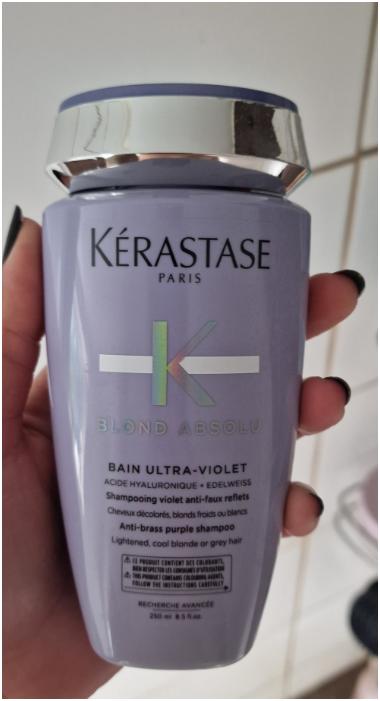 KÉRASTASE
PARIS
K
BLOND ABSOLU
BAIN ULTRA-VIOLET
ACIDE HYALURONIQUE + EDELWEISS
Shampooing violet anti-faux reflets
Cheveux décolorés, blonds froids ou blancs
Anti-brass purple shampoo
Lightened, cool blonde or grey hair
CE PRODUIT CONTIENT DES COLORANTS,
BIEN RESPECTER LES CONSIGNES D'UTILISATION
THIS PRODUCT CONTAINS COLOURING AGENTS,
FOLLOW THE INSTRUCTIONS CAREFULLY
RECHERCHE AVANCÉE
250 ml 8.5 fl.oz.